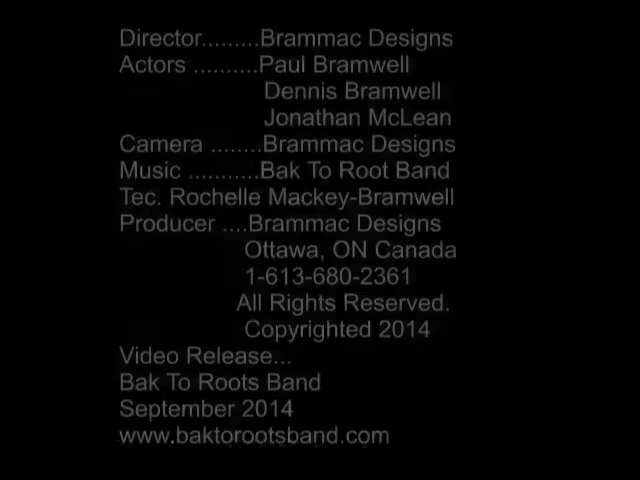 Director.........Brammac Designs
Actors ..........Paul Bramwell
Dennis Bramwell
Jonathan McLean
Camera ........Brammac Designs
Music ...........Bak To Root Band
Tec. Rochelle Mackey-Bramwell
Producer ....Brammac Designs
Ottawa, ON Canada
1-613-680-2361
All Rights Reserved.
Copyrighted 2014
Video Release...
Bak To Roots Band
September 2014
www.baktorootsband.com